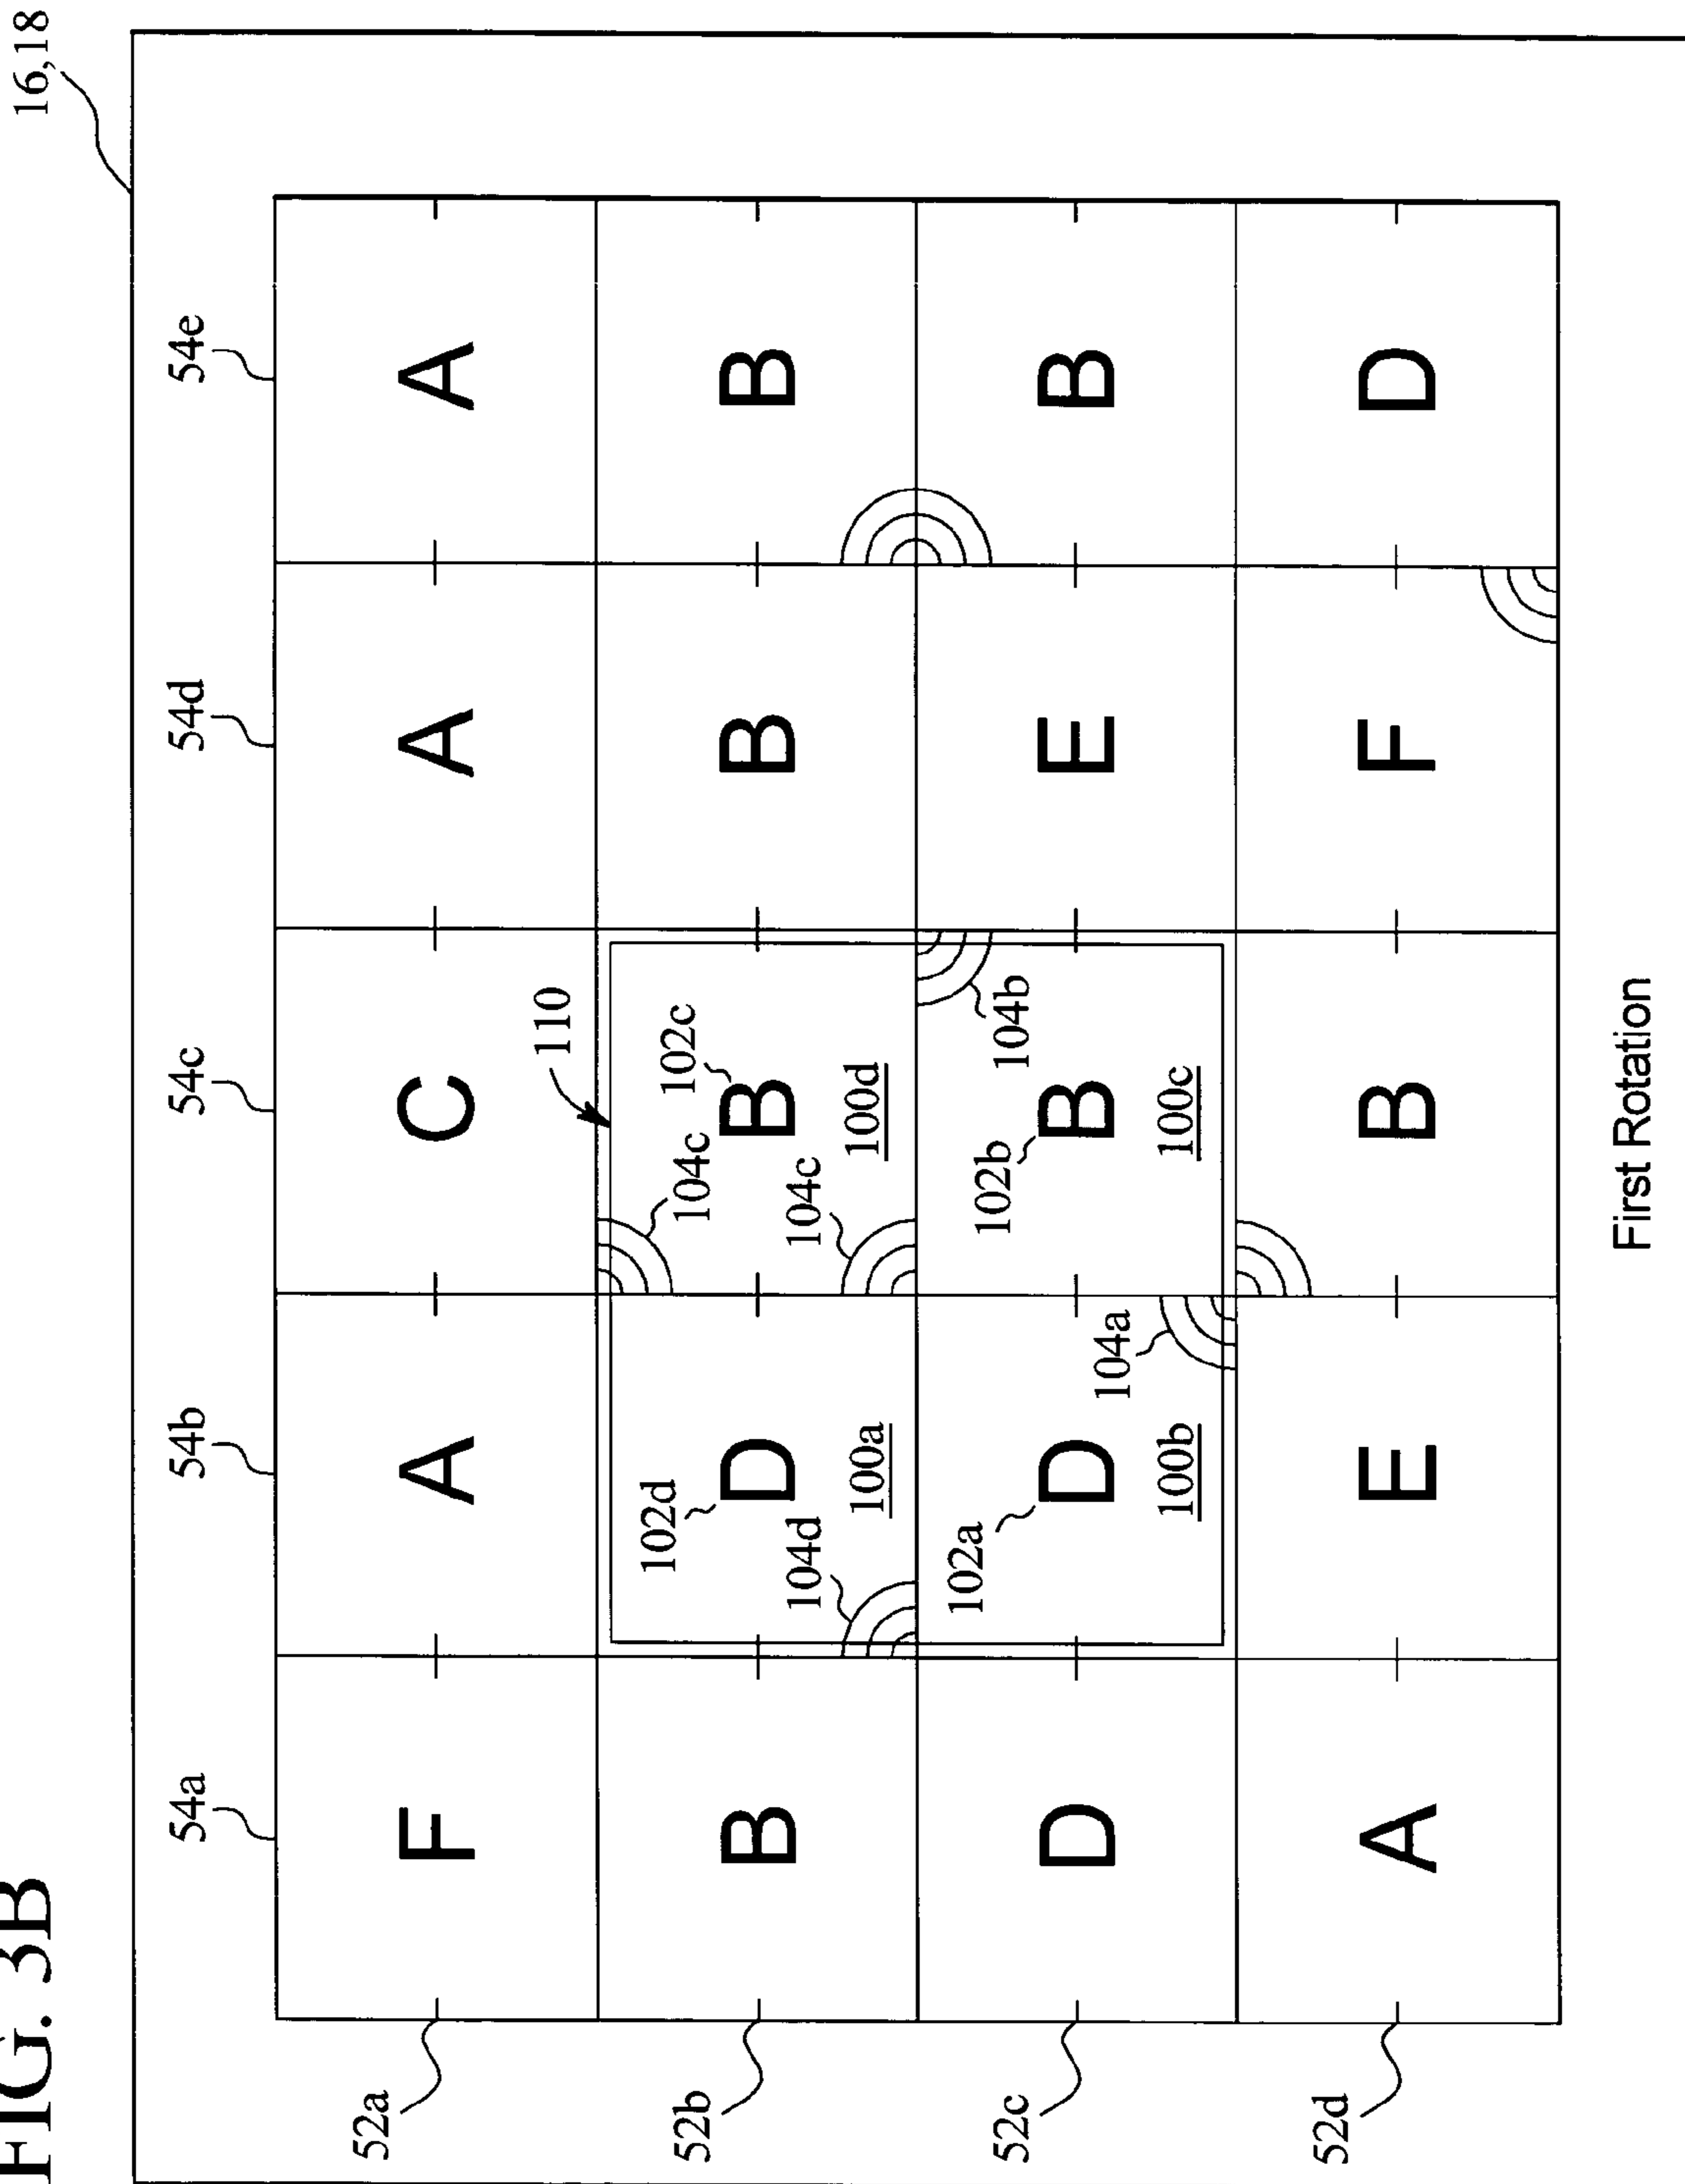 FIG. 3B
16,18
54a 54b 54c 54d 54e
52a F A C A A
110
102d 104c 102c
52b B D B B B
104d 104c
100a 100d
102a 102b 104b
52c D D B E B
104a
100b 100c
52d A E B F D
First Rotation